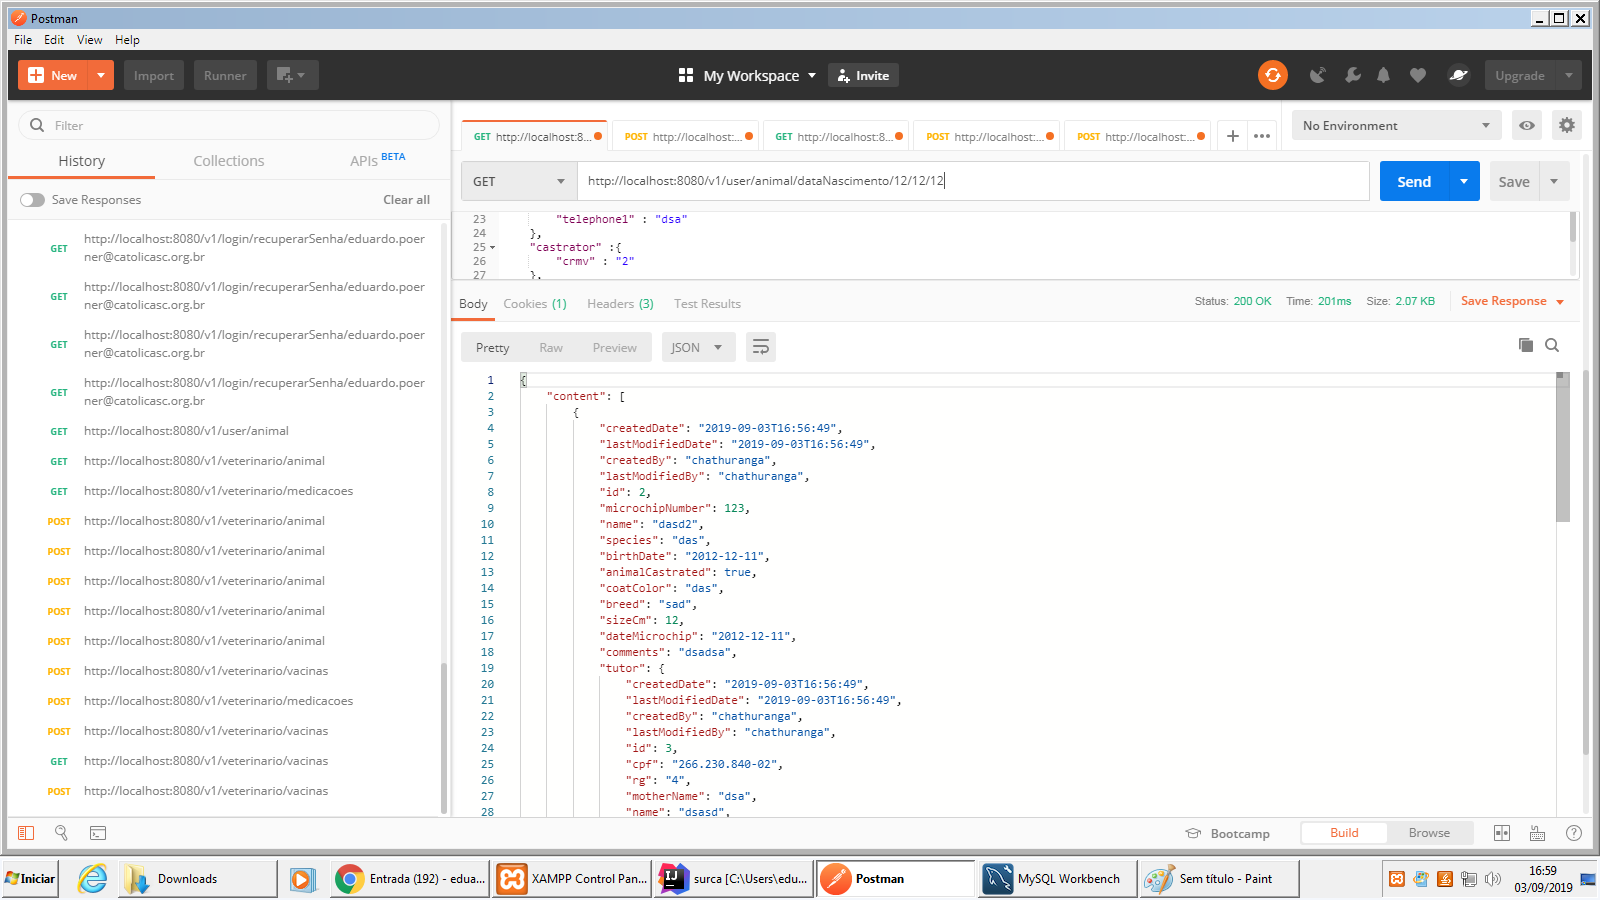 Postman
File Edit View Help
New Import Runner My Workspace Invite Upgrade
Filter
History Collections APIs BETA
Save Responses Clear all
GET http://localhost:8080/v1/login/recuperarSenha/eduardo.poer
ner@catolicasc.org.br
GET http://localhost:8080/v1/login/recuperarSenha/eduardo.poer
ner@catolicasc.org.br
GET http://localhost:8080/v1/login/recuperarSenha/eduardo.poer
ner@catolicasc.org.br
GET http://localhost:8080/v1/login/recuperarSenha/eduardo.poer
ner@catolicasc.org.br
GET http://localhost:8080/v1/user/animal
GET http://localhost:8080/v1/veterinario/animal
GET http://localhost:8080/v1/veterinario/medicacoes
POST http://localhost:8080/v1/veterinario/animal
POST http://localhost:8080/v1/veterinario/animal
POST http://localhost:8080/v1/veterinario/animal
POST http://localhost:8080/v1/veterinario/animal
POST http://localhost:8080/v1/veterinario/animal
POST http://localhost:8080/v1/veterinario/vacinas
POST http://localhost:8080/v1/veterinario/medicacoes
POST http://localhost:8080/v1/veterinario/vacinas
GET http://localhost:8080/v1/veterinario/vacinas
POST http://localhost:8080/v1/veterinario/vacinas
GET http://localhost:8... POST http://localhost:... GET http://localhost:8... POST http://localhost:... POST http://localhost:...
No Environment
GET http://localhost:8080/v1/user/animal/dataNascimento/12/12/12 Send Save
23 "telephone1" : "dsa"
24 },
25 "castrator" :{
26 "crmv" : "2"
27 },
Body Cookies (1) Headers (3) Test Results Status: 200 OK Time: 201ms Size: 2.07 KB Save Response
Pretty Raw Preview JSON
1 {
2 "content": [
3 {
4 "createdDate": "2019-09-03T16:56:49",
5 "lastModifiedDate": "2019-09-03T16:56:49",
6 "createdBy": "chathuranga",
7 "lastModifiedBy": "chathuranga",
8 "id": 2,
9 "microchipNumber": 123,
10 "name": "dasd2",
11 "species": "das",
12 "birthDate": "2012-12-11",
13 "animalCastrated": true,
14 "coatColor": "das",
15 "breed": "sad",
16 "sizeCm": 12,
17 "dateMicrochip": "2012-12-11",
18 "comments": "dsadsa",
19 "tutor": {
20 "createdDate": "2019-09-03T16:56:49",
21 "lastModifiedDate": "2019-09-03T16:56:49",
22 "createdBy": "chathuranga",
23 "lastModifiedBy": "chathuranga",
24 "id": 3,
25 "cpf": "266.230.840-02",
26 "rg": "4",
27 "motherName": "dsa",
28 "name": "dsasd",
Bootcamp Build Browse
Iniciar Downloads Entrada (192) - edua... XAMPP Control Pan... surca [C:\Users\edu... Postman MySQL Workbench Sem título - Paint
16:59
03/09/2019